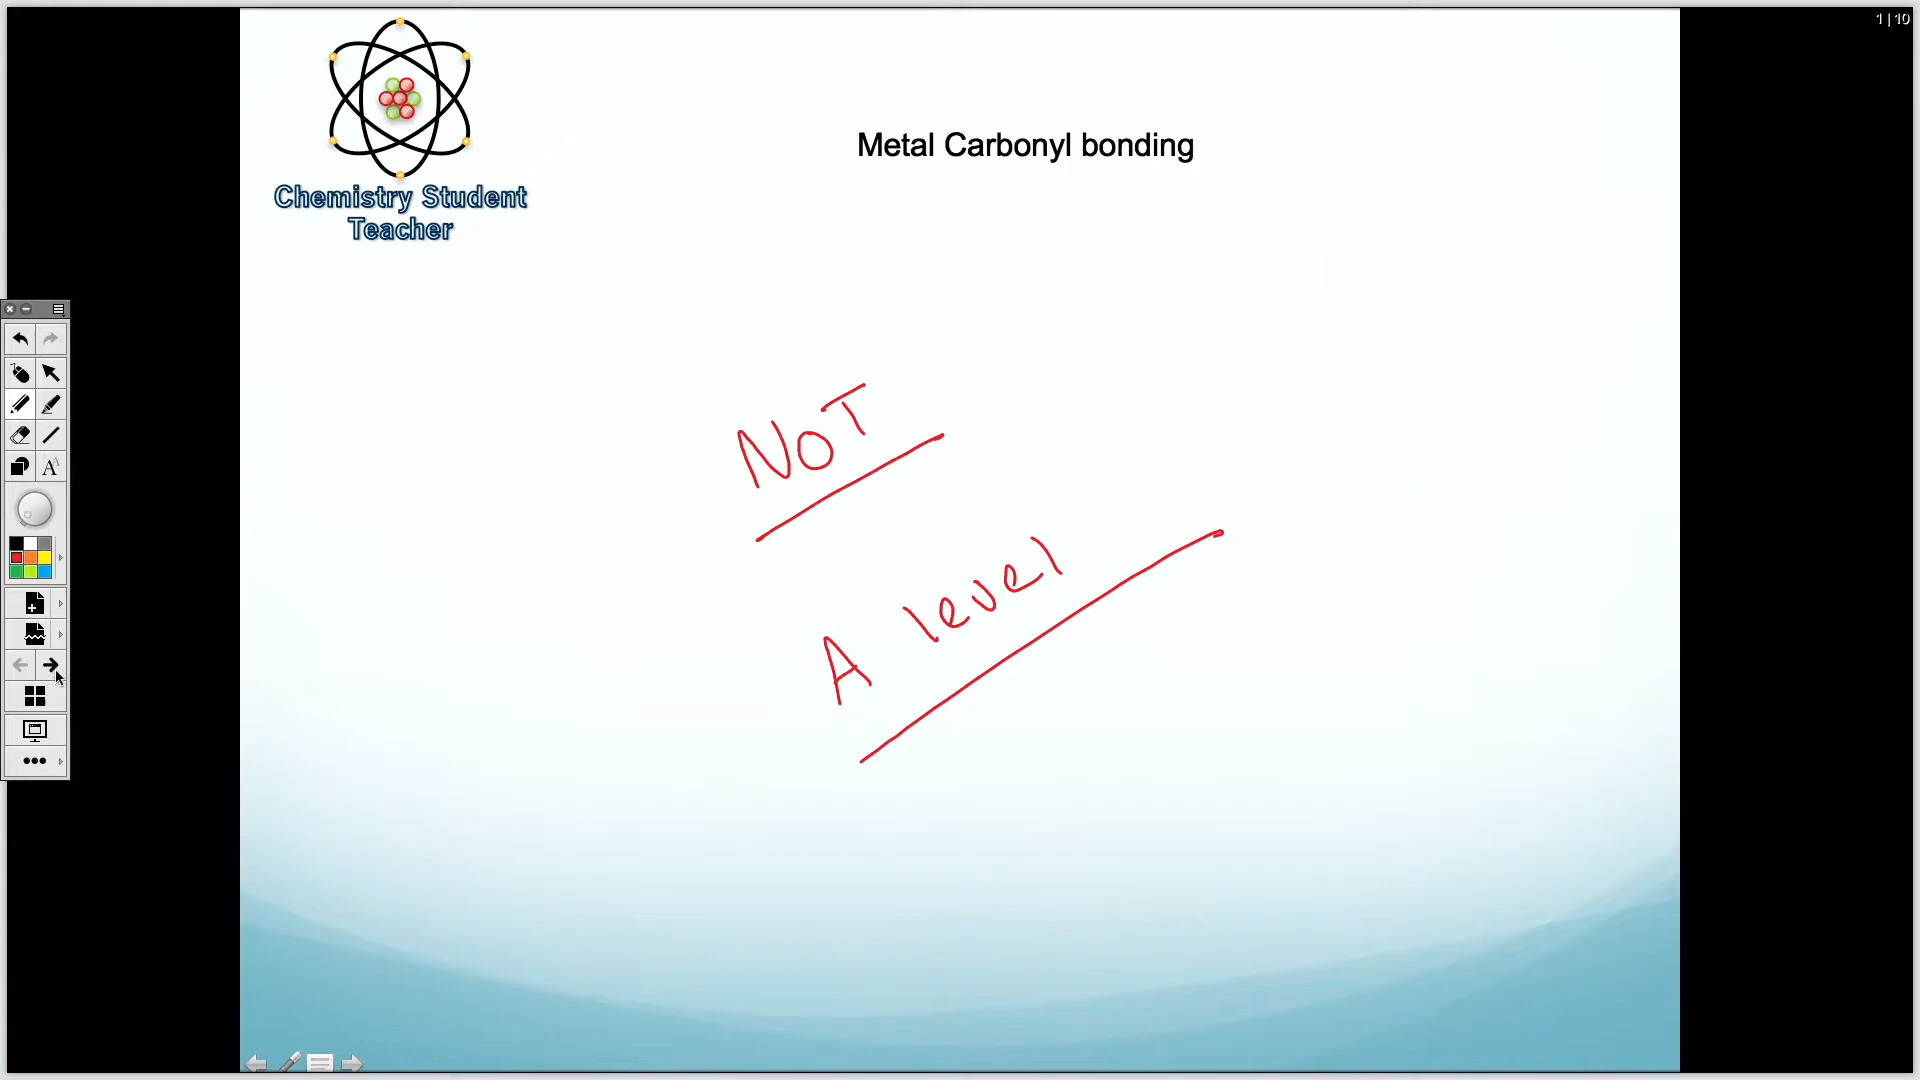 1 | 10
Metal Carbonyl bonding
Chemistry Student
Teacher
NOT
A level